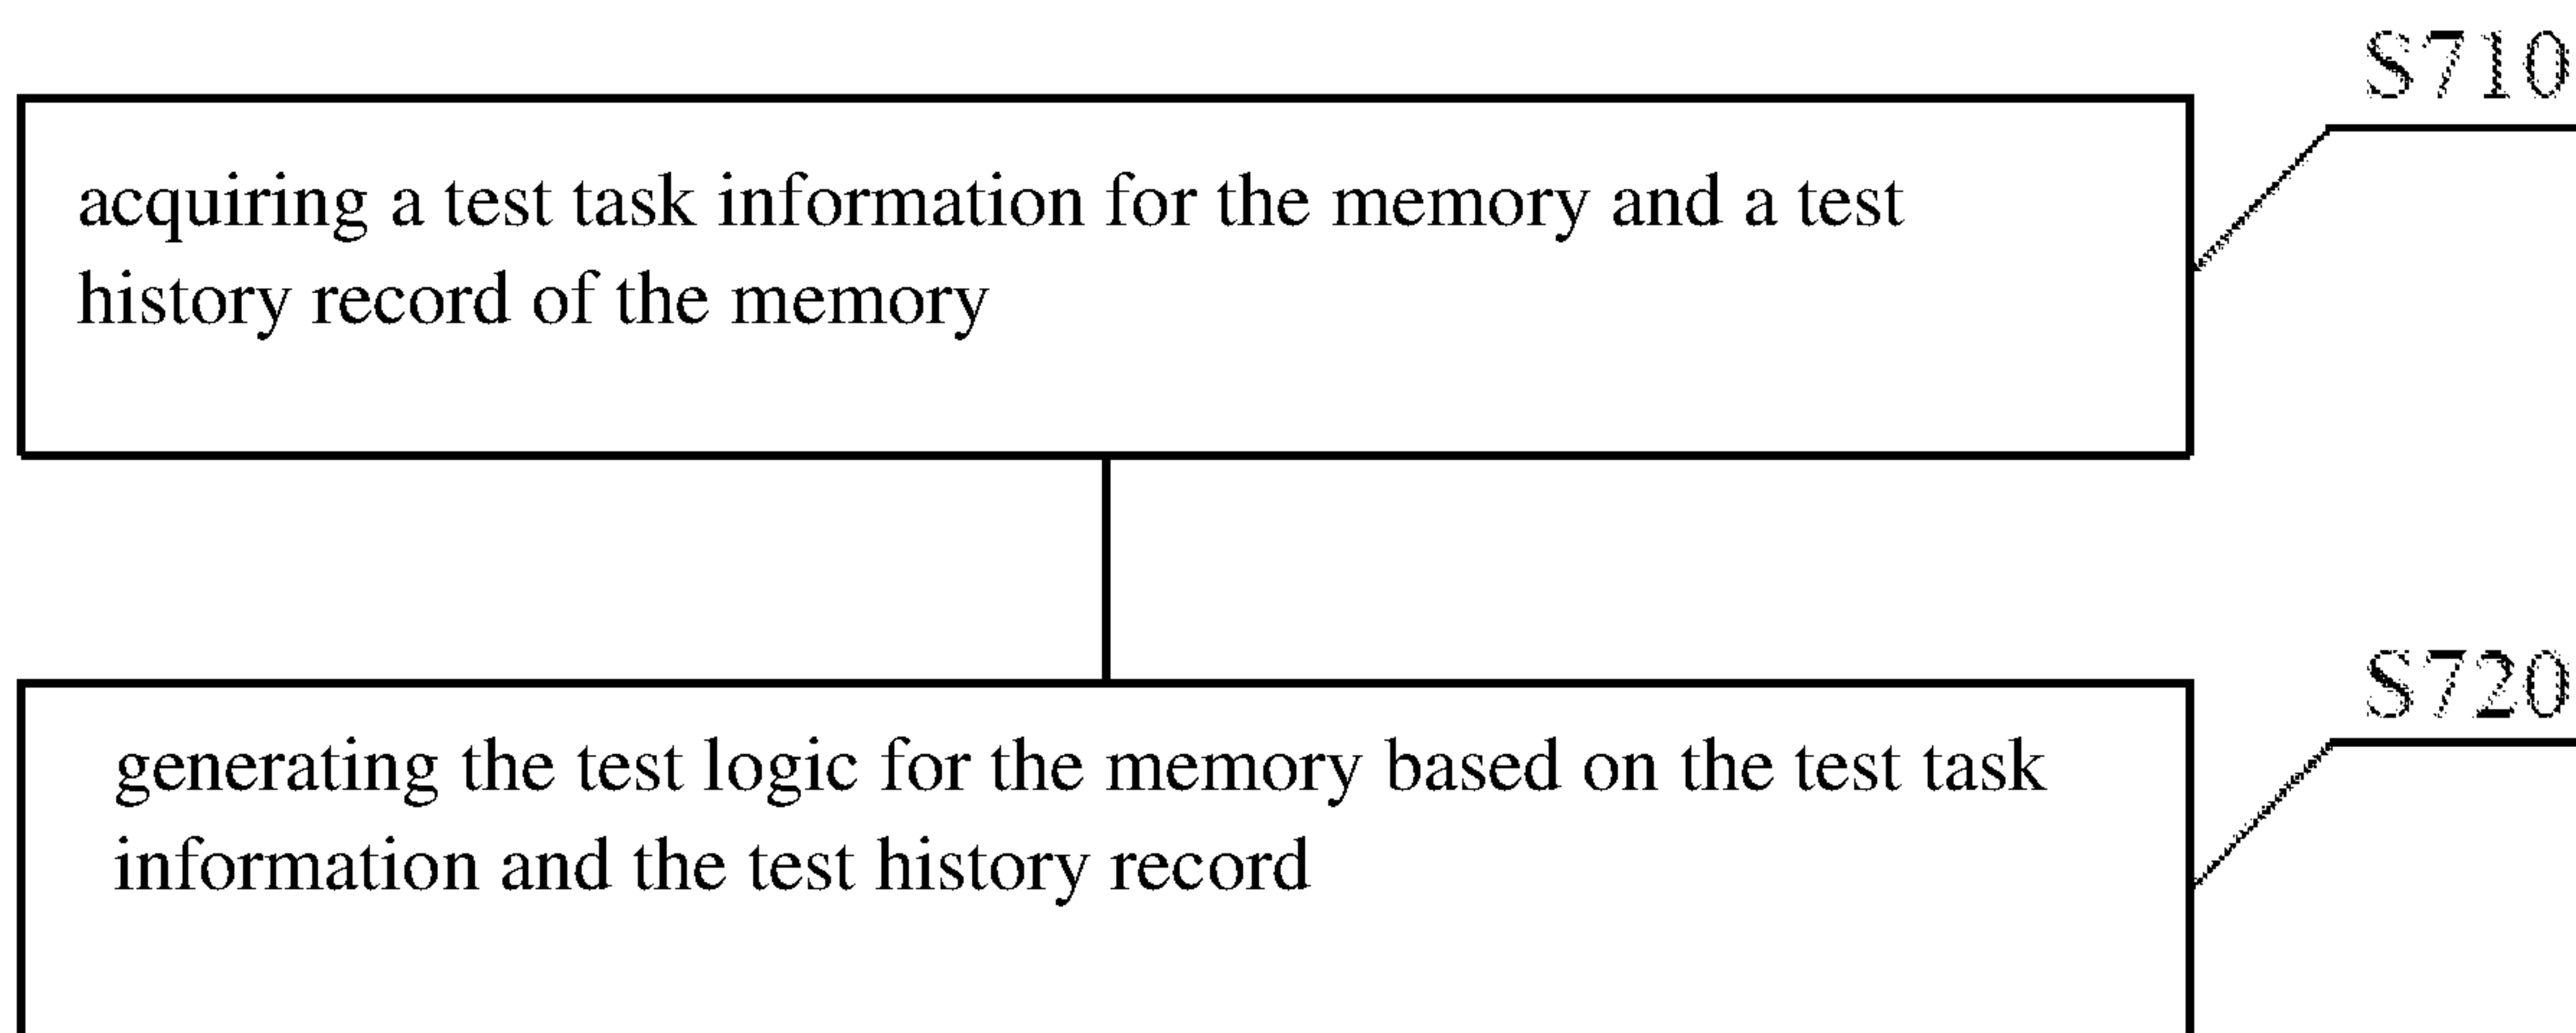 S710
acquiring a test task information for the memory and a test
history record of the memory
S720
generating the test logic for the memory based on the test task
information and the test history record